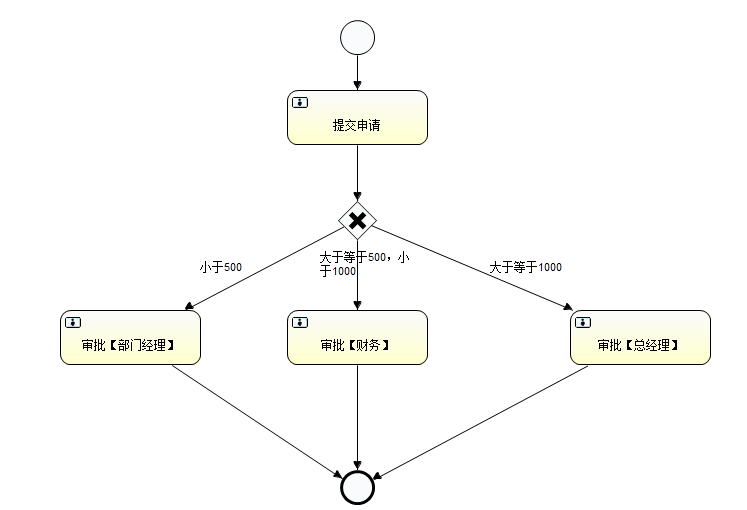 提交申请
小于500
大于等于500，小
于1000
大于等于1000
审批【部门经理】
审批【财务】
审批【总经理】